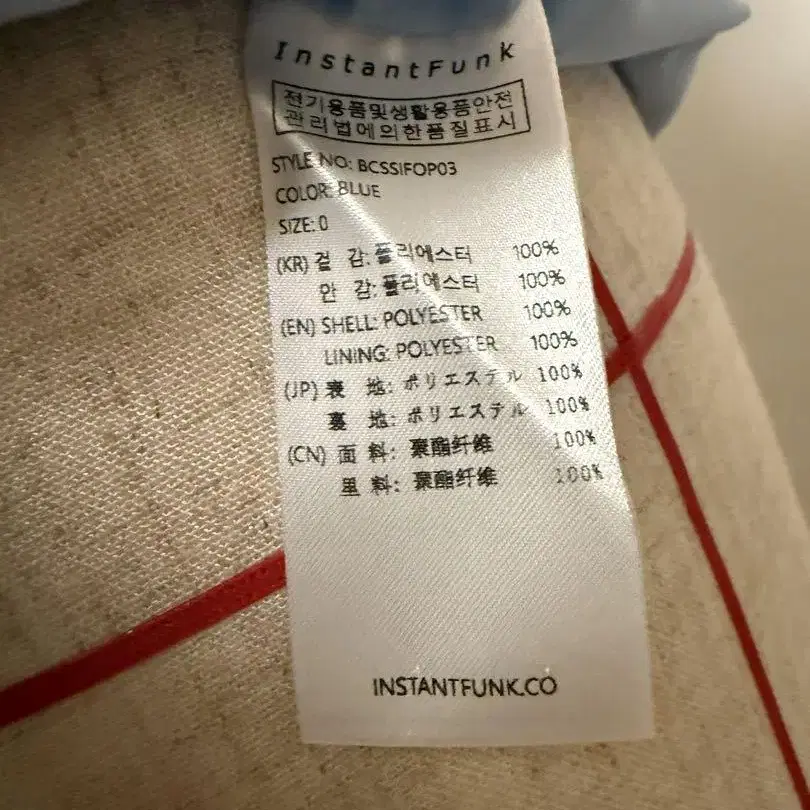 InstantFunk
전기용품및생활용품안전
관리법에의한품질표시
STYLE NO: BCSSIFOP03
COLOR: BLUE
SIZE: 0
(KR) 겉 감: 폴리에스터 100%
안 감: 폴리에스터 100%
(EN) SHELL: POLYESTER 100%
LINING: POLYESTER 100%
(JP) 表 地: ポリエステル 100%
裏 地: ポリエステル 100%
(CN) 面 料: 聚酯纤维 100%
里 料: 聚酯纤维 100%
INSTANTFUNK.CO